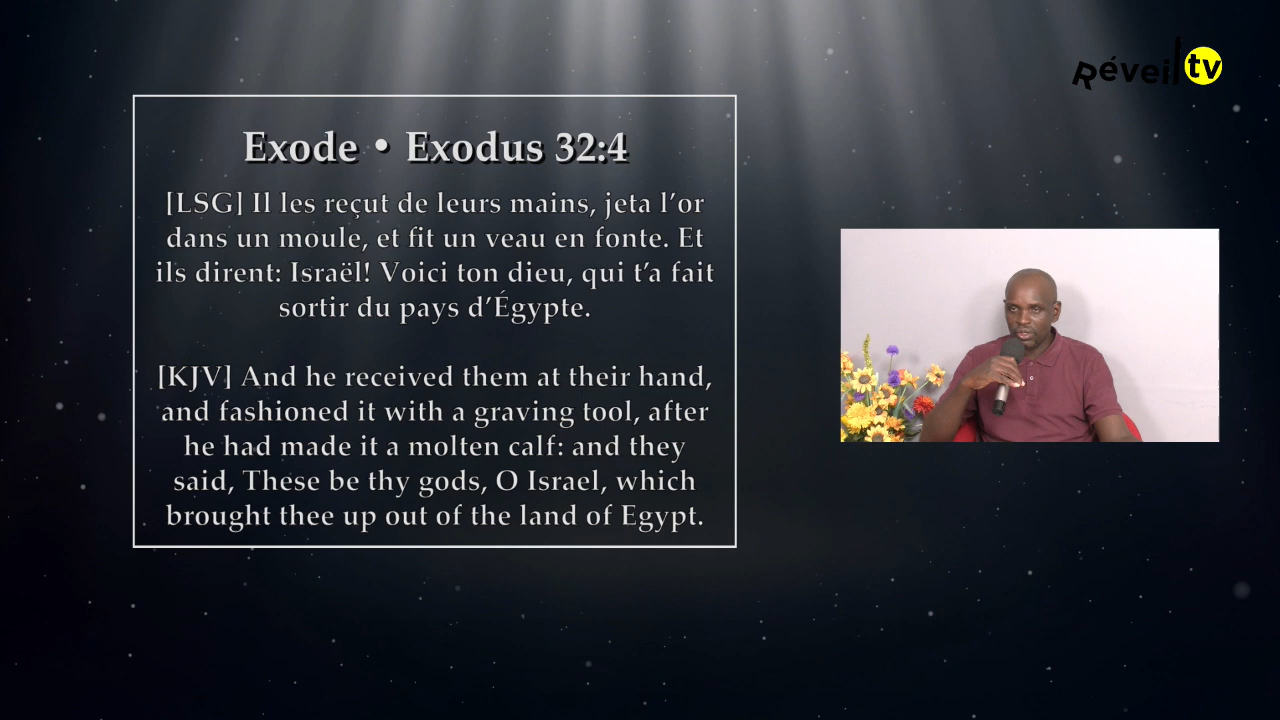 Réveil tv
Exode • Exodus 32:4
[LSG] Il les reçut de leurs mains, jeta l’or
dans un moule, et fit un veau en fonte. Et
ils dirent: Israël! Voici ton dieu, qui t’a fait
sortir du pays d’Égypte.
[KJV] And he received them at their hand,
and fashioned it with a graving tool, after
he had made it a molten calf: and they
said, These be thy gods, O Israel, which
brought thee up out of the land of Egypt.